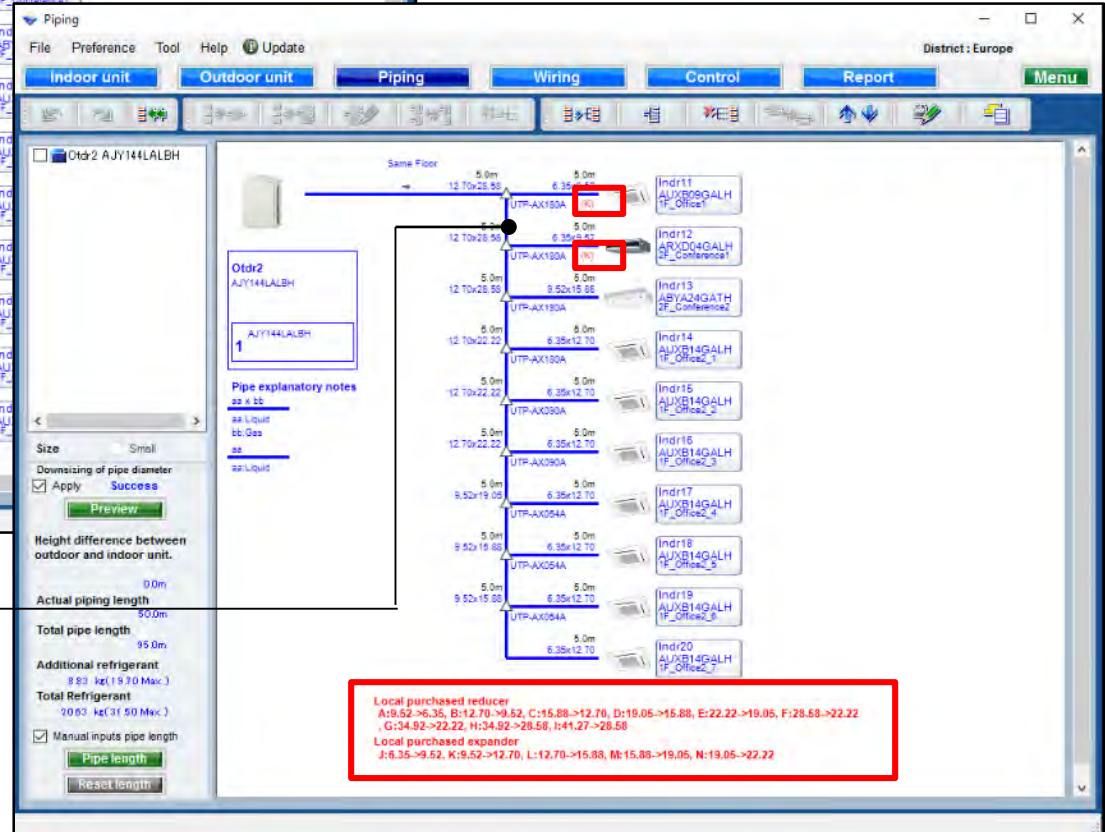 Piping
File Preference Tool Help Update
District : Europe
Indoor unit Outdoor unit Piping Wiring Control Report Menu
Otdr2 AJY144LALBH
Size Small
Downsizing of pipe diameter
Apply Success
Preview
Height difference between
outdoor and indoor unit.
0.0m
Actual piping length
50.0m
Total pipe length
95.0m
Additional refrigerant
8.83 kg(19.70 Max.)
Total Refrigerant
20.63 kg(31.50 Max.)
Manual inputs pipe length
Pipe length
Reset length
Otdr2
AJY144LALBH
AJY144LALBH
1
Pipe explanatory notes
aa x bb
aa:Liquid
bb:Gas
aa
aa:Liquid
Same Floor
5.0m 5.0m
12.70x28.58 6.35x9.52
UTP-AX180A (K)
Indr11
AUXB09GALH
1F_Office1
5.0m 5.0m
12.70x28.58 6.35x9.52
UTP-AX180A (K)
Indr12
ARXD04GALH
2F_Conference1
5.0m 5.0m
12.70x28.58 9.52x15.88
UTP-AX180A
Indr13
ABYA24GATH
2F_Conference2
5.0m 5.0m
12.70x22.22 6.35x12.70
UTP-AX180A
Indr14
AUXB14GALH
1F_Office2_1
5.0m 5.0m
12.70x22.22 6.35x12.70
UTP-AX090A
Indr15
AUXB14GALH
1F_Office2_2
5.0m 5.0m
12.70x22.22 6.35x12.70
UTP-AX090A
Indr16
AUXB14GALH
1F_Office2_3
5.0m 5.0m
9.52x19.05 6.35x12.70
UTP-AX054A
Indr17
AUXB14GALH
1F_Office2_4
5.0m 5.0m
9.52x15.88 6.35x12.70
UTP-AX054A
Indr18
AUXB14GALH
1F_Office2_5
5.0m 5.0m
9.52x15.88 6.35x12.70
UTP-AX054A
Indr19
AUXB14GALH
1F_Office2_6
5.0m
6.35x12.70
Indr20
AUXB14GALH
1F_Office2_7
Local purchased reducer
A:9.52->6.35, B:12.70->9.52, C:15.88->12.70, D:19.05->15.88, E:22.22->19.05, F:28.58->22.22
, G:34.92->22.22, H:34.92->28.58, I:41.27->28.58
Local purchased expander
J:6.35->9.52, K:9.52->12.70, L:12.70->15.88, M:15.88->19.05, N:19.05->22.22